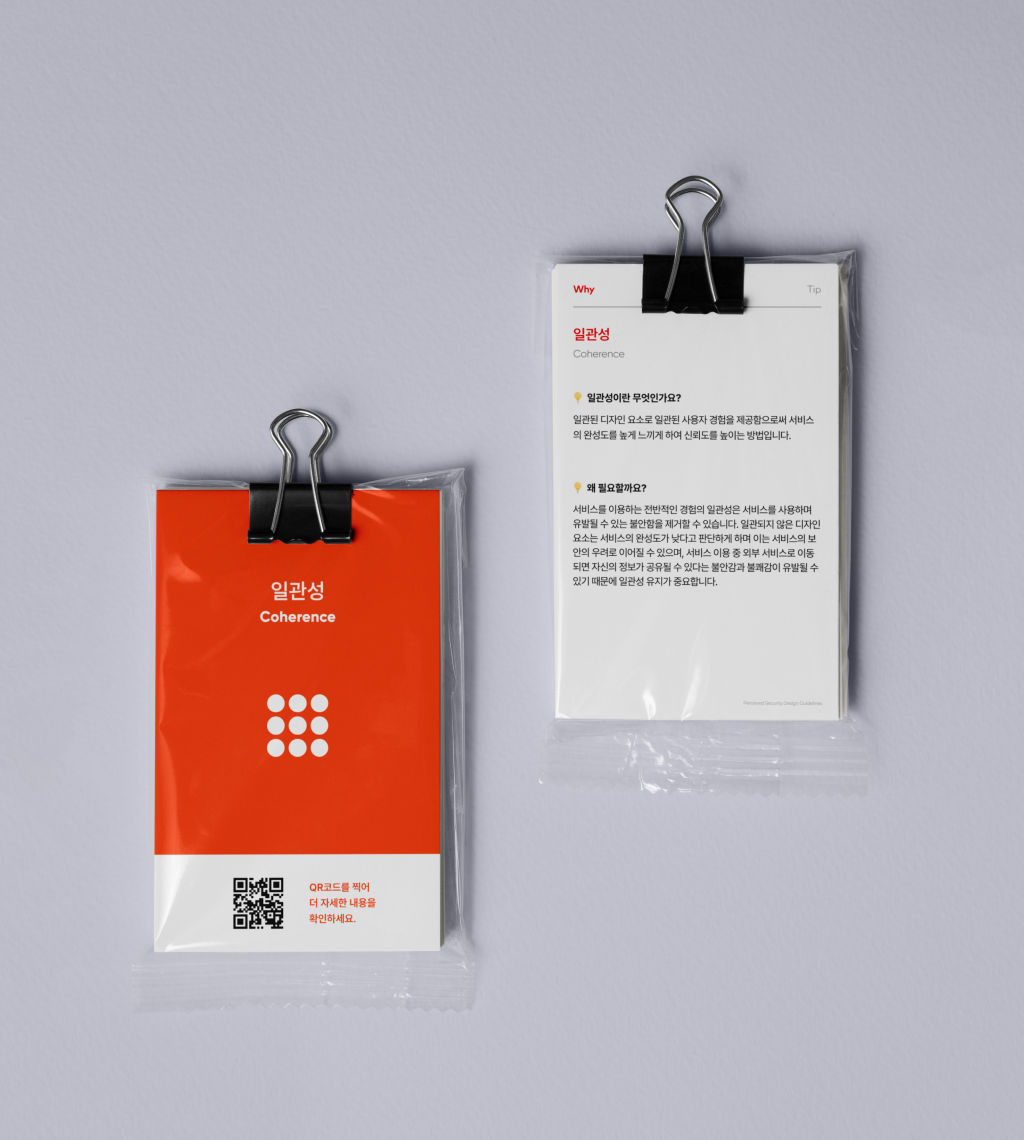 일관성
Coherence
QR코드를 찍어
더 자세한 내용을
확인하세요.
Why
Tip
일관성
Coherence
일관성이란 무엇인가요?
일관된 디자인 요소로 일관된 사용자 경험을 제공함으로써 서비스
의 완성도를 높게 느끼게 하여 신뢰도를 높이는 방법입니다.
왜 필요할까요?
서비스를 이용하는 전반적인 경험의 일관성은 서비스를 사용하며
유발될 수 있는 불안함을 제거할 수 있습니다. 일관되지 않은 디자인
요소는 서비스의 완성도가 낮다고 판단하게 하며 이는 서비스의 보
안의 우려로 이어질 수 있으며, 서비스 이용 중 외부 서비스로 이동
되면 자신의 정보가 공유될 수 있다는 불안감과 불쾌감이 유발될 수
있기 때문에 일관성 유지가 중요합니다.
Perceived Security Design Guidelines